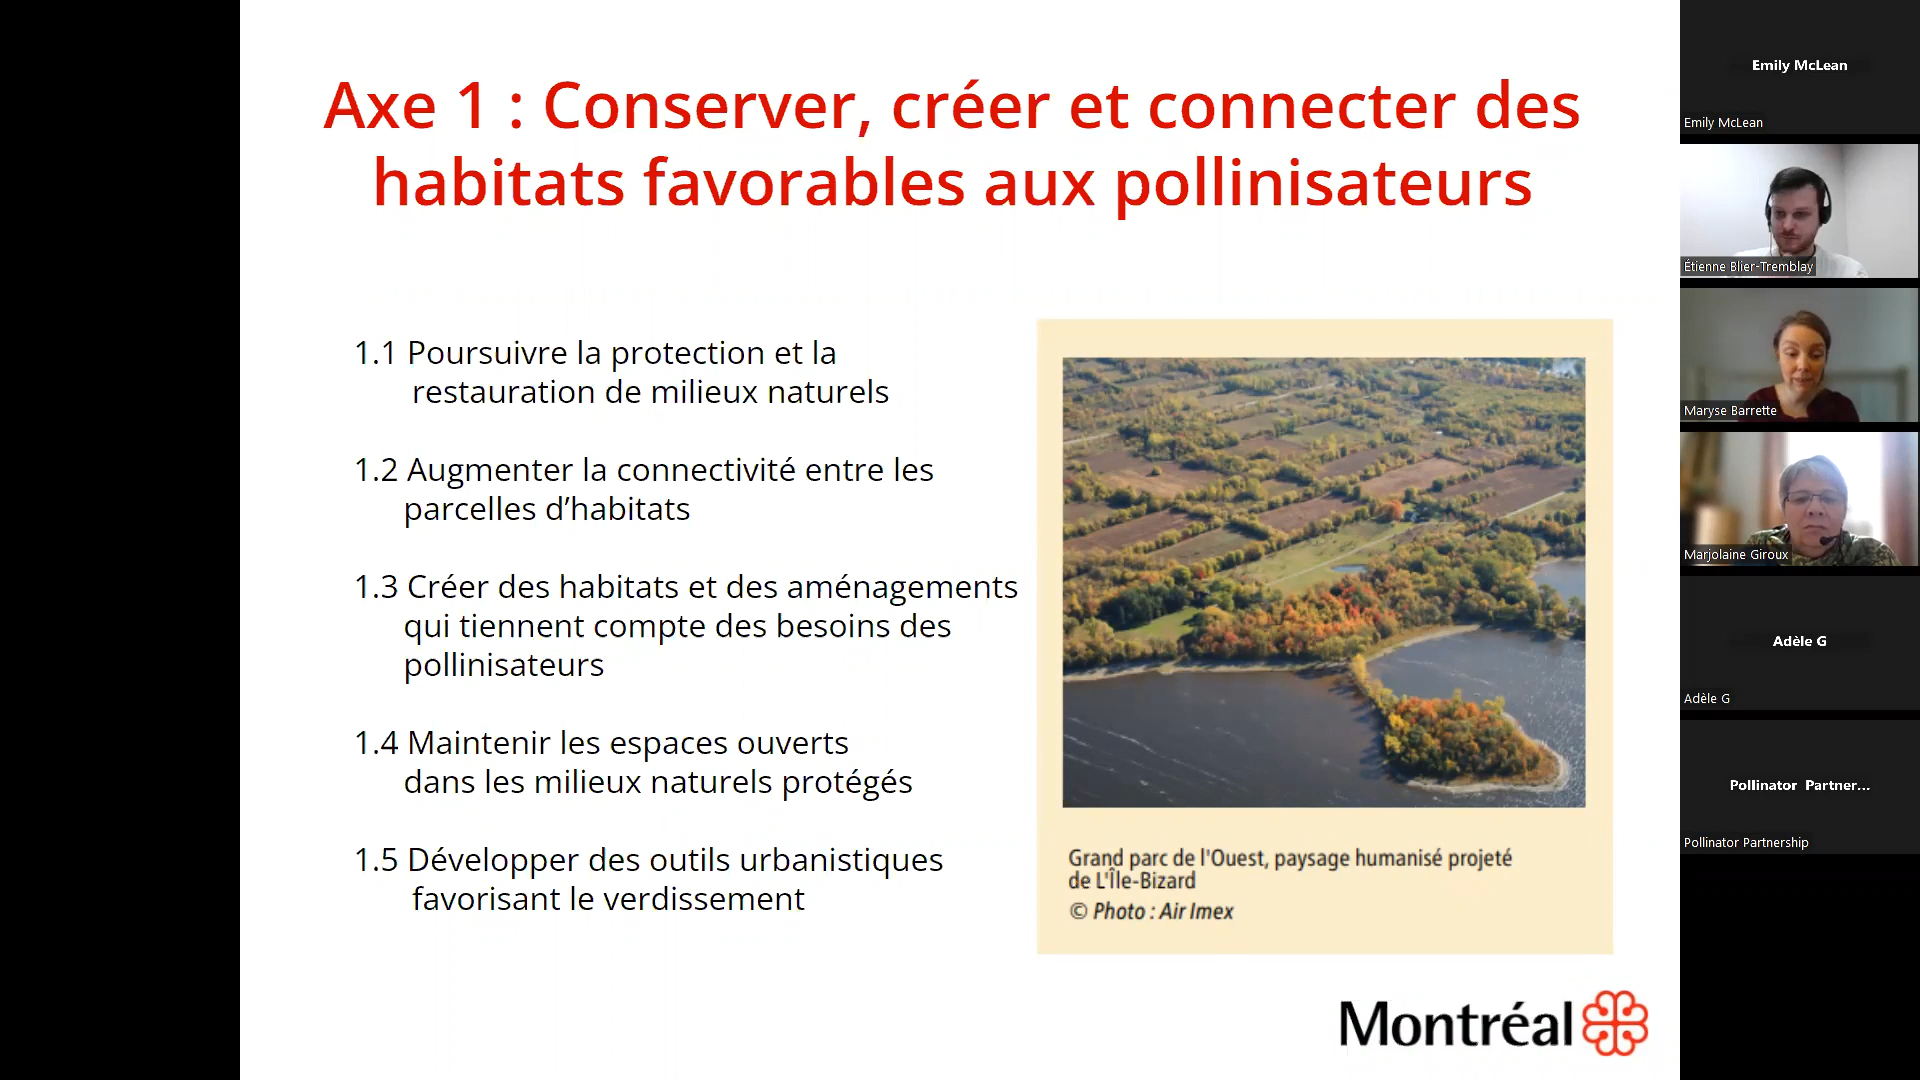 Axe 1 : Conserver, créer et connecter des
habitats favorables aux pollinisateurs
1.1 Poursuivre la protection et la
restauration de milieux naturels
1.2 Augmenter la connectivité entre les
parcelles d’habitats
1.3 Créer des habitats et des aménagements
qui tiennent compte des besoins des
pollinisateurs
1.4 Maintenir les espaces ouverts
dans les milieux naturels protégés
1.5 Développer des outils urbanistiques
favorisant le verdissement
Grand parc de l'Ouest, paysage humanisé projeté
de L'Île-Bizard
© Photo : Air Imex
Montréal
Emily McLean
Emily McLean
Étienne Blier-Tremblay
Maryse Barrette
Marjolaine Giroux
Adèle G
Adèle G
Pollinator Partner...
Pollinator Partnership